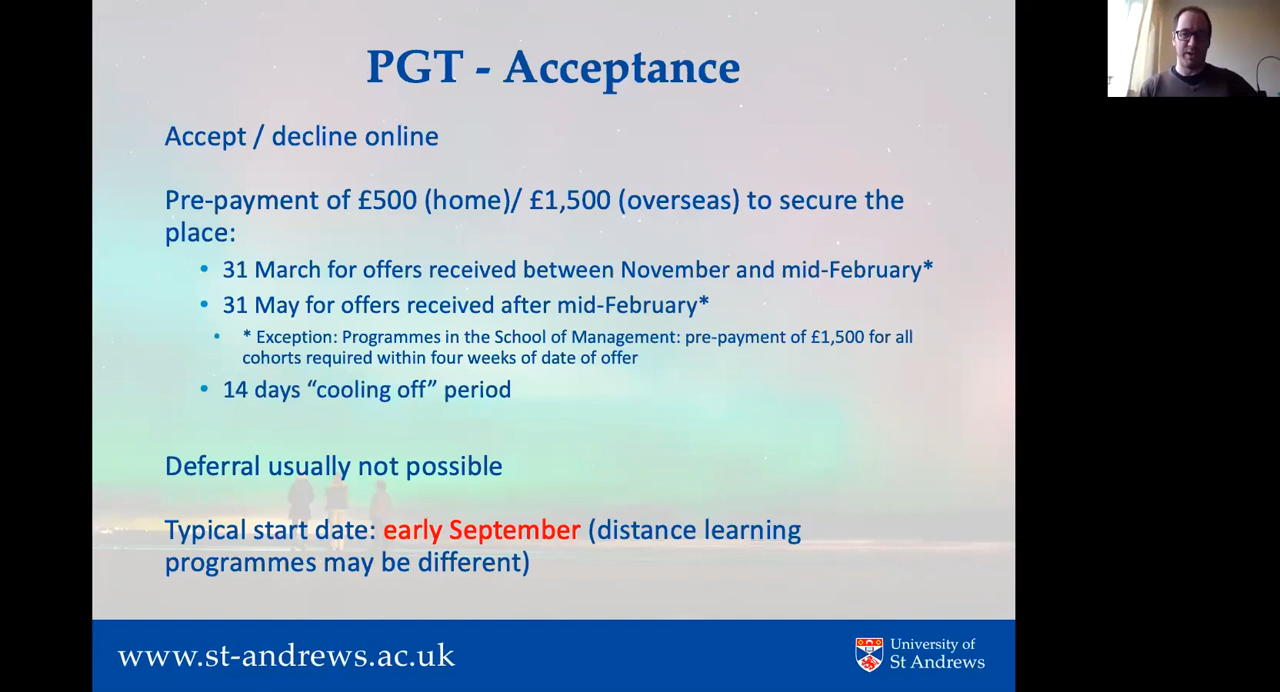 PGT - Acceptance
Accept / decline online
Pre-payment of £500 (home)/ £1,500 (overseas) to secure the
place:
• 31 March for offers received between November and mid-February*
• 31 May for offers received after mid-February*
• * Exception: Programmes in the School of Management: pre-payment of £1,500 for all
cohorts required within four weeks of date of offer
• 14 days “cooling off” period
Deferral usually not possible
Typical start date: early September (distance learning
programmes may be different)
www.st-andrews.ac.uk
University of
St Andrews